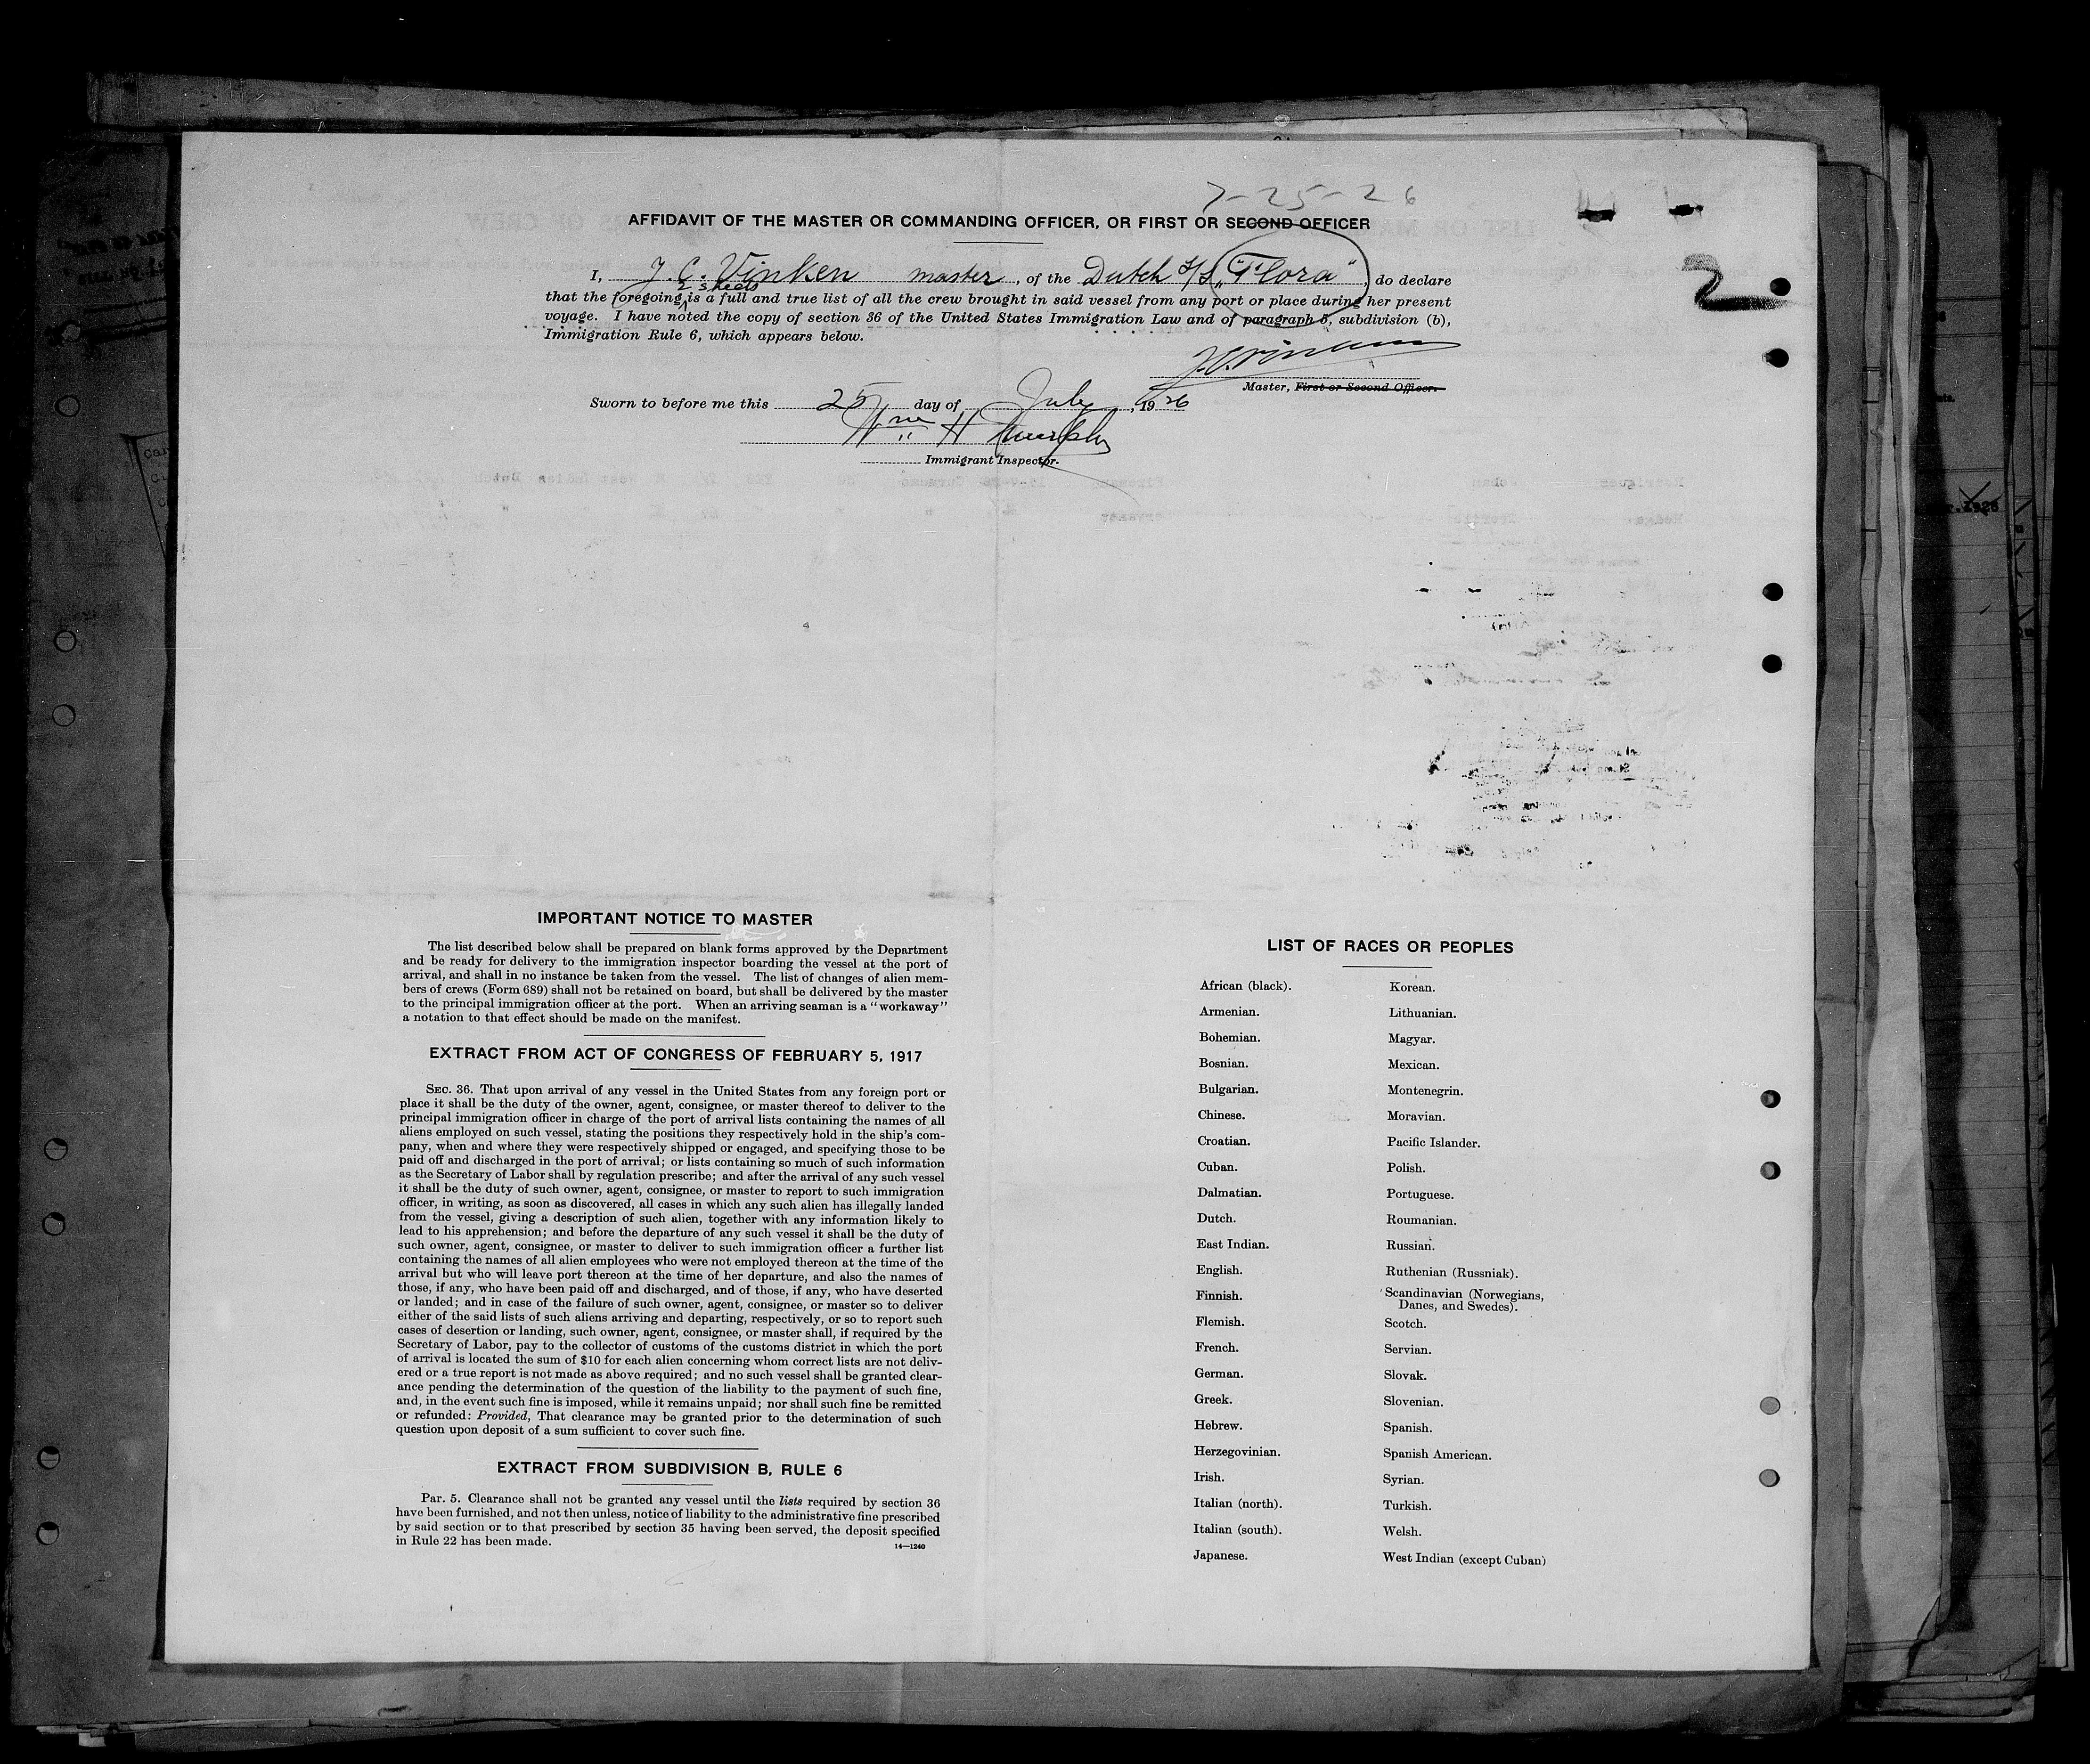 7-25-26
AFFIDAVIT OF THE MASTER OR COMMANDING OFFICER, OR FIRST OR SECOND OFFICER
2
I, J. C. Vinken master, of the Dutch S/S "Flora" do declare
2 sheets
that the foregoing is a full and true list of all the crew brought in said vessel from any port or place during her present
voyage. I have noted the copy of section 36 of the United States Immigration Law and of paragraph 5, subdivision (b),
Immigration Rule 6, which appears below.
Master, First or Second Officer.
Sworn to before me this 25 day of July, 1926
Wm H Murphy
Immigrant Inspector.
IMPORTANT NOTICE TO MASTER
The list described below shall be prepared on blank forms approved by the Department
and be ready for delivery to the immigration inspector boarding the vessel at the port of
arrival, and shall in no instance be taken from the vessel. The list of changes of alien mem-
bers of crews (Form 689) shall not be retained on board, but shall be delivered by the master
to the principal immigration officer at the port. When an arriving seaman is a "workaway"
a notation to that effect should be made on the manifest.
EXTRACT FROM ACT OF CONGRESS OF FEBRUARY 5, 1917
SEC. 36. That upon arrival of any vessel in the United States from any foreign port or
place it shall be the duty of the owner, agent, consignee, or master thereof to deliver to the
principal immigration officer in charge of the port of arrival lists containing the names of all
aliens employed on such vessel, stating the positions they respectively hold in the ship's com-
pany, when and where they were respectively shipped or engaged, and specifying those to be
paid off and discharged in the port of arrival; or lists containing so much of such information
as the Secretary of Labor shall by regulation prescribe; and after the arrival of any such vessel
it shall be the duty of such owner, agent, consignee, or master to report to such immigration
officer, in writing, as soon as discovered, all cases in which any such alien has illegally landed
from the vessel, giving a description of such alien, together with any information likely to
lead to his apprehension; and before the departure of any such vessel it shall be the duty of
such owner, agent, consignee, or master to deliver to such immigration officer a further list
containing the names of all alien employees who were not employed thereon at the time of the
arrival but who will leave port thereon at the time of her departure, and also the names of
those, if any, who have been paid off and discharged, and of those, if any, who have deserted
or landed; and in case of the failure of such owner, agent, consignee, or master so to deliver
either of the said lists of such aliens arriving and departing, respectively, or so to report such
cases of desertion or landing, such owner, agent, consignee, or master shall, if required by the
Secretary of Labor, pay to the collector of customs of the customs district in which the port
of arrival is located the sum of $10 for each alien concerning whom correct lists are not deliv-
ered or a true report is not made as above required; and no such vessel shall be granted clear-
ance pending the determination of the question of the liability to the payment of such fine,
and, in the event such fine is imposed, while it remains unpaid; nor shall such fine be remitted
or refunded: Provided, That clearance may be granted prior to the determination of such
question upon deposit of a sum sufficient to cover such fine.
EXTRACT FROM SUBDIVISION B, RULE 6
Par. 5. Clearance shall not be granted any vessel until the lists required by section 36
have been furnished, and not then unless, notice of liability to the administrative fine prescribed
by said section or to that prescribed by section 35 having been served, the deposit specified
in Rule 22 has been made.
14—1240
LIST OF RACES OR PEOPLES
African (black).
Armenian.
Bohemian.
Bosnian.
Bulgarian.
Chinese.
Croatian.
Cuban.
Dalmatian.
Dutch.
East Indian.
English.
Finnish.
Flemish.
French.
German.
Greek.
Hebrew.
Herzegovinian.
Irish.
Italian (north).
Italian (south).
Japanese.
Korean.
Lithuanian.
Magyar.
Mexican.
Montenegrin.
Moravian.
Pacific Islander.
Polish.
Portuguese.
Roumanian.
Russian.
Ruthenian (Russniak).
Scandinavian (Norwegians,
Danes, and Swedes).
Scotch.
Servian.
Slovak.
Slovenian.
Spanish.
Spanish American.
Syrian.
Turkish.
Welsh.
West Indian (except Cuban)